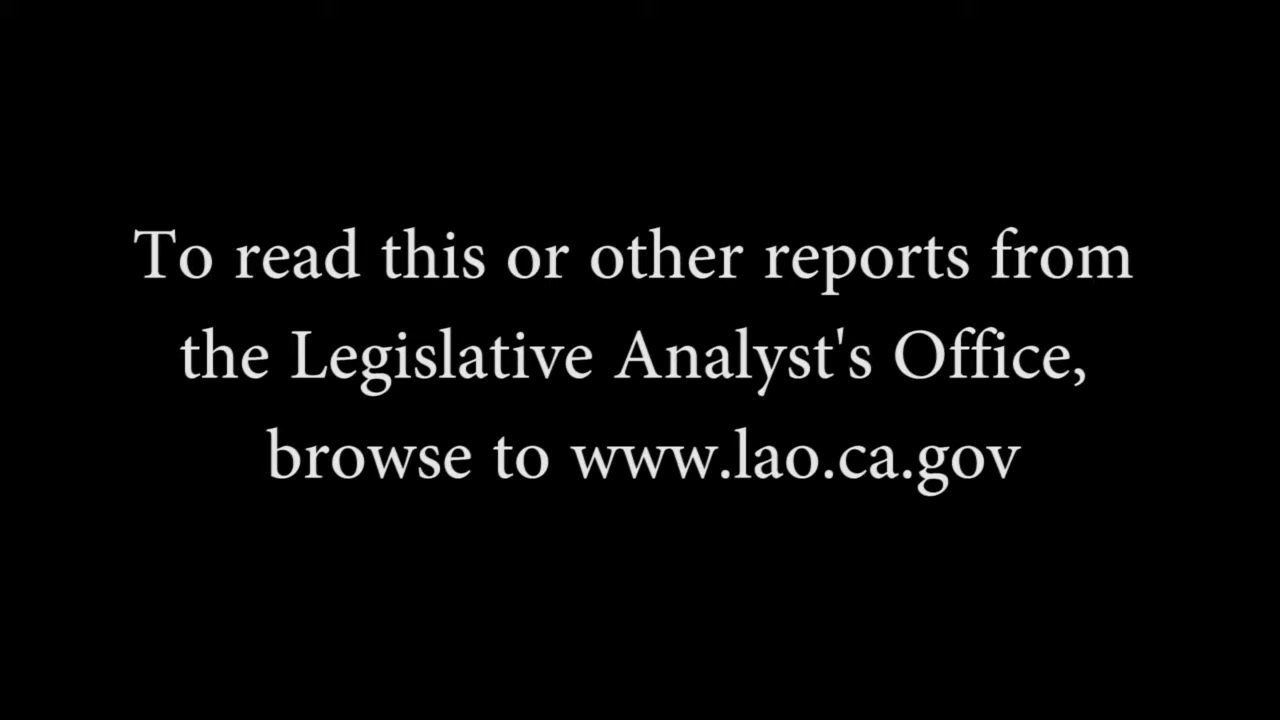 To read this or other reports from
the Legislative Analyst's Office,
browse to www.lao.ca.gov